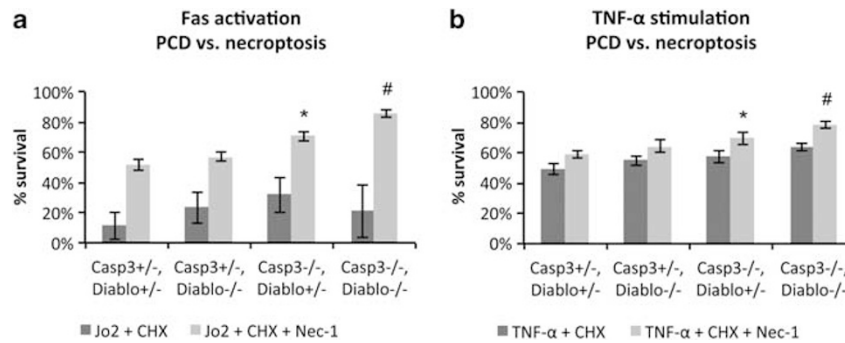 a
Fas activation
PCD vs. necroptosis
% survival
100%
80%
60%
40%
20%
0%
*
#
Casp3+/-,
Diablo+/-
Casp3+/-,
Diablo-/-
Casp3-/-,
Diablo+/-
Casp3-/-,
Diablo-/-
Jo2 + CHX
Jo2 + CHX + Nec-1
b
TNF-α stimulation
PCD vs. necroptosis
% survival
100%
80%
60%
40%
20%
0%
*
#
Casp3+/-,
Diablo+/-
Casp3+/-,
Diablo-/-
Casp3-/-,
Diablo+/-
Casp3-/-,
Diablo-/-
TNF-α + CHX
TNF-α + CHX + Nec-1